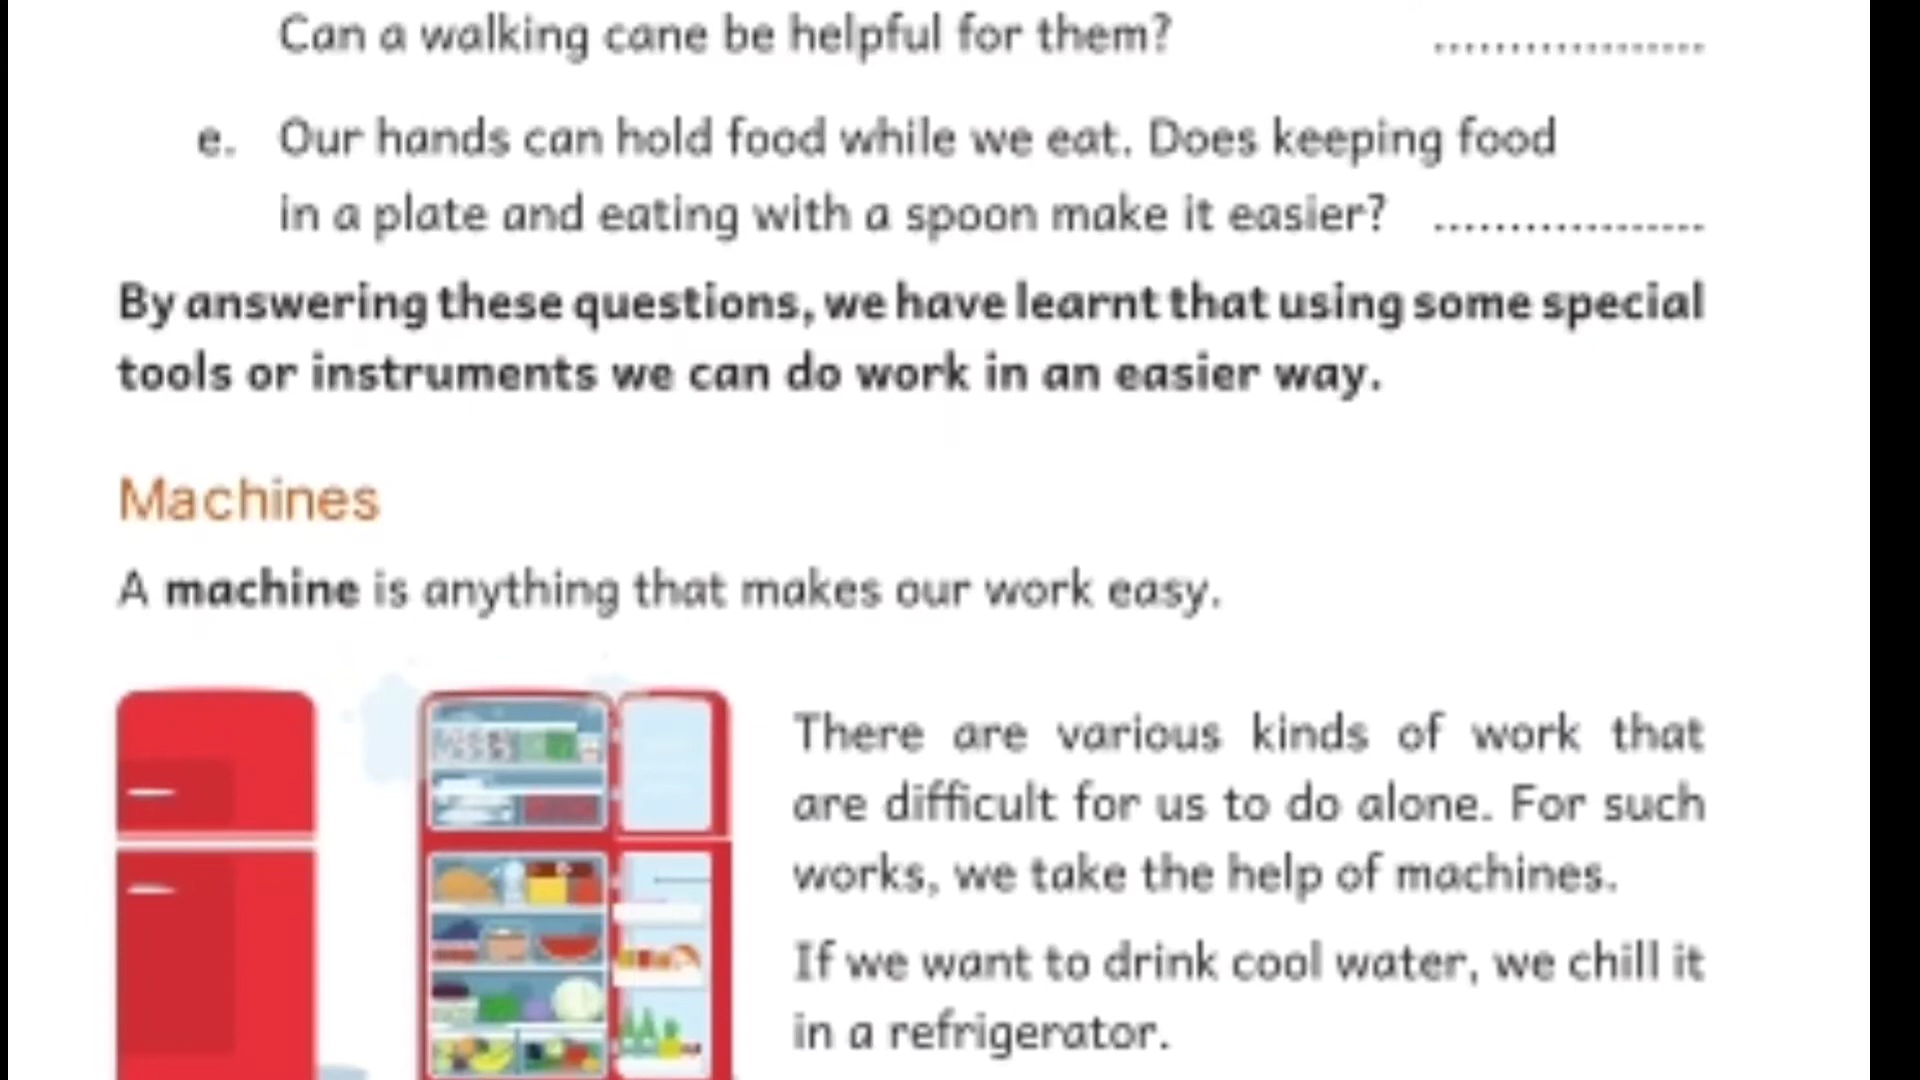 Can a walking cane be helpful for them? ..................
e. Our hands can hold food while we eat. Does keeping food
in a plate and eating with a spoon make it easier? ..................
By answering these questions, we have learnt that using some special
tools or instruments we can do work in an easier way.
Machines
A machine is anything that makes our work easy.
There are various kinds of work that
are difficult for us to do alone. For such
works, we take the help of machines.
If we want to drink cool water, we chill it
in a refrigerator.